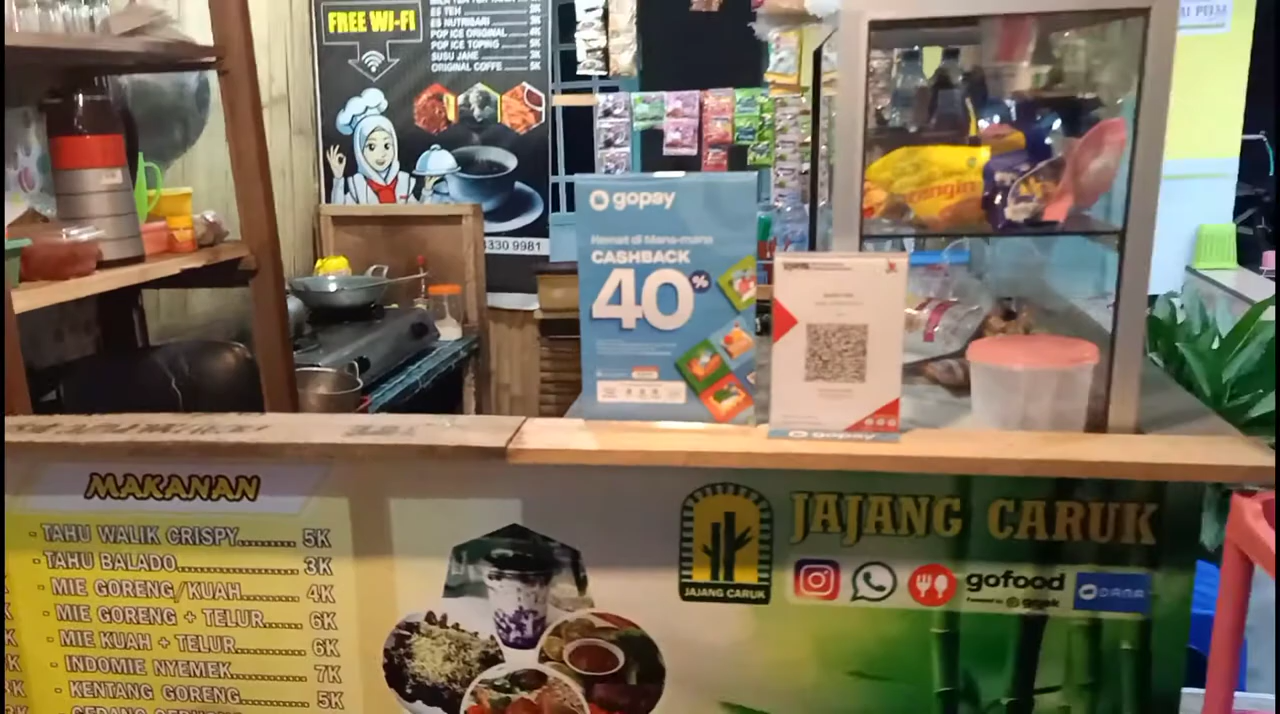 FREE WI-FI
ES TEH 3K
ES NUTRISARI 3K
POP ICE ORIGINAL 4K
POP ICE TOPING 5K
SUSU JAHE 3K
ORIGINAL COFFE 5K
3330 9981
gopay
Hemat di Mana-mana
CASHBACK
40%
gopay
MAKANAN
- TAHU WALIK CRISPY......... 5K
- TAHU BALADO..................... 3K
- MIE GORENG/KUAH........ 4K
- MIE GORENG + TELUR...... 6K
- MIE KUAH + TELUR............ 6K
- INDOMIE NYEMEK............ 7K
- KENTANG GORENG............ 5K
JAJANG CARUK
JAJANG CARUK
gofood
Powered by gojek
DANA